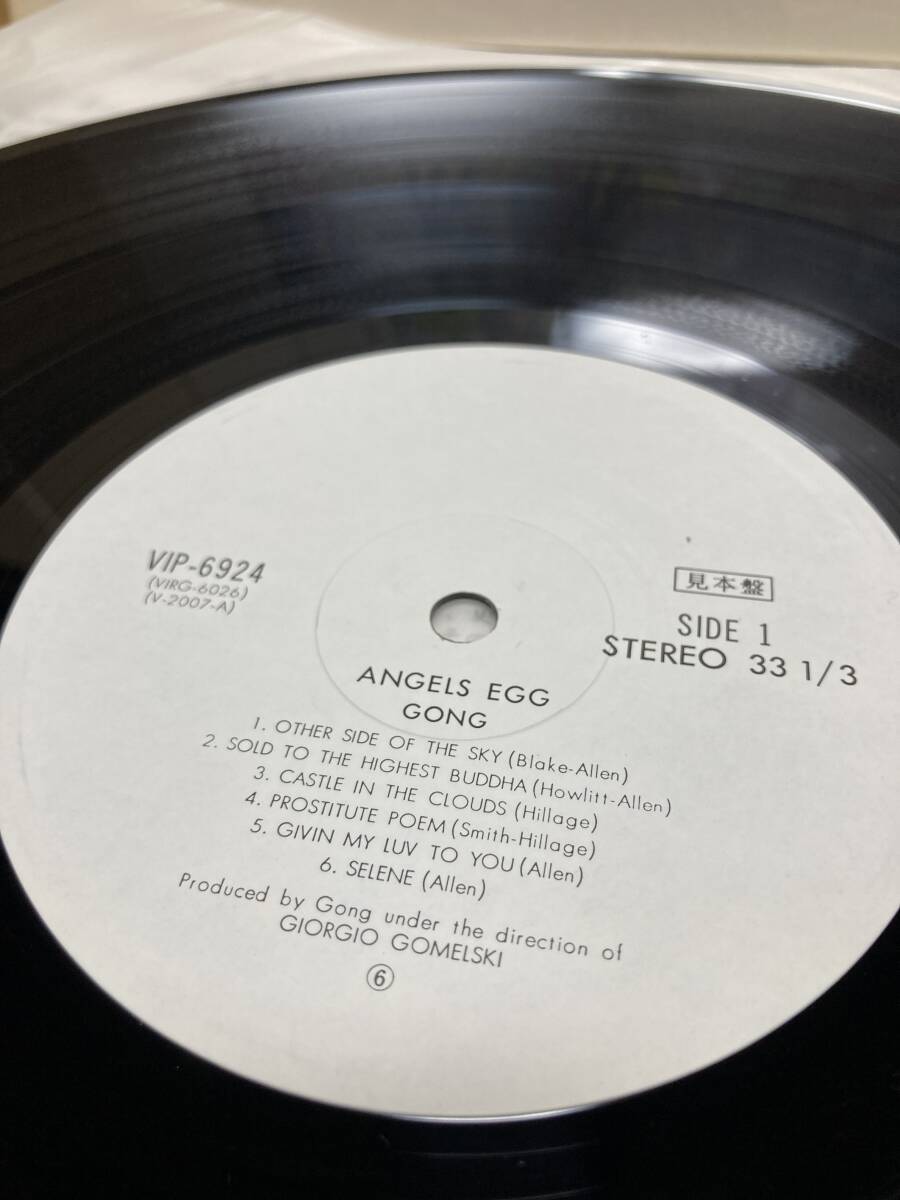 VIP-6924
(VIRG-6026)
(V-2007-A)
見本盤
SIDE 1
STEREO 33 1/3
ANGELS EGG
GONG
1. OTHER SIDE OF THE SKY (Blake-Allen)
2. SOLD TO THE HIGHEST BUDDHA (Howlitt-Allen)
3. CASTLE IN THE CLOUDS (Hillage)
4. PROSTITUTE POEM (Smith-Hillage)
5. GIVIN MY LUV TO YOU (Allen)
6. SELENE (Allen)
Produced by Gong under the direction of
GIORGIO GOMELSKI
⑥